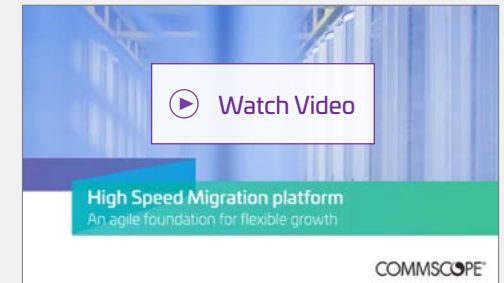 Watch Video
High Speed Migration platform
An agile foundation for flexible growth
COMMSCOPE®